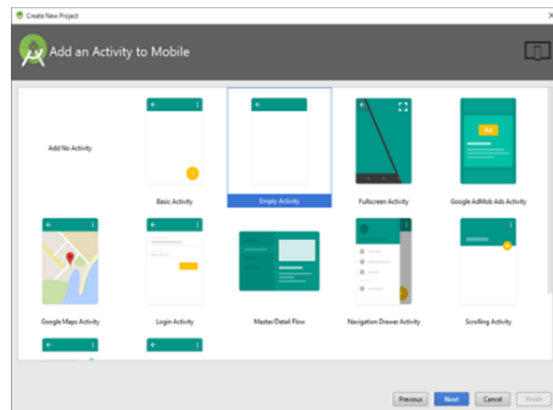 Create New Project
Add an Activity to Mobile
Add No Activity
Basic Activity
Empty Activity
Fullscreen Activity
Google AdMob Ads Activity
Ad
Google Maps Activity
Login Activity
Master/Detail Flow
Navigation Drawer Activity
Scrolling Activity
Previous
Next
Cancel
Finish